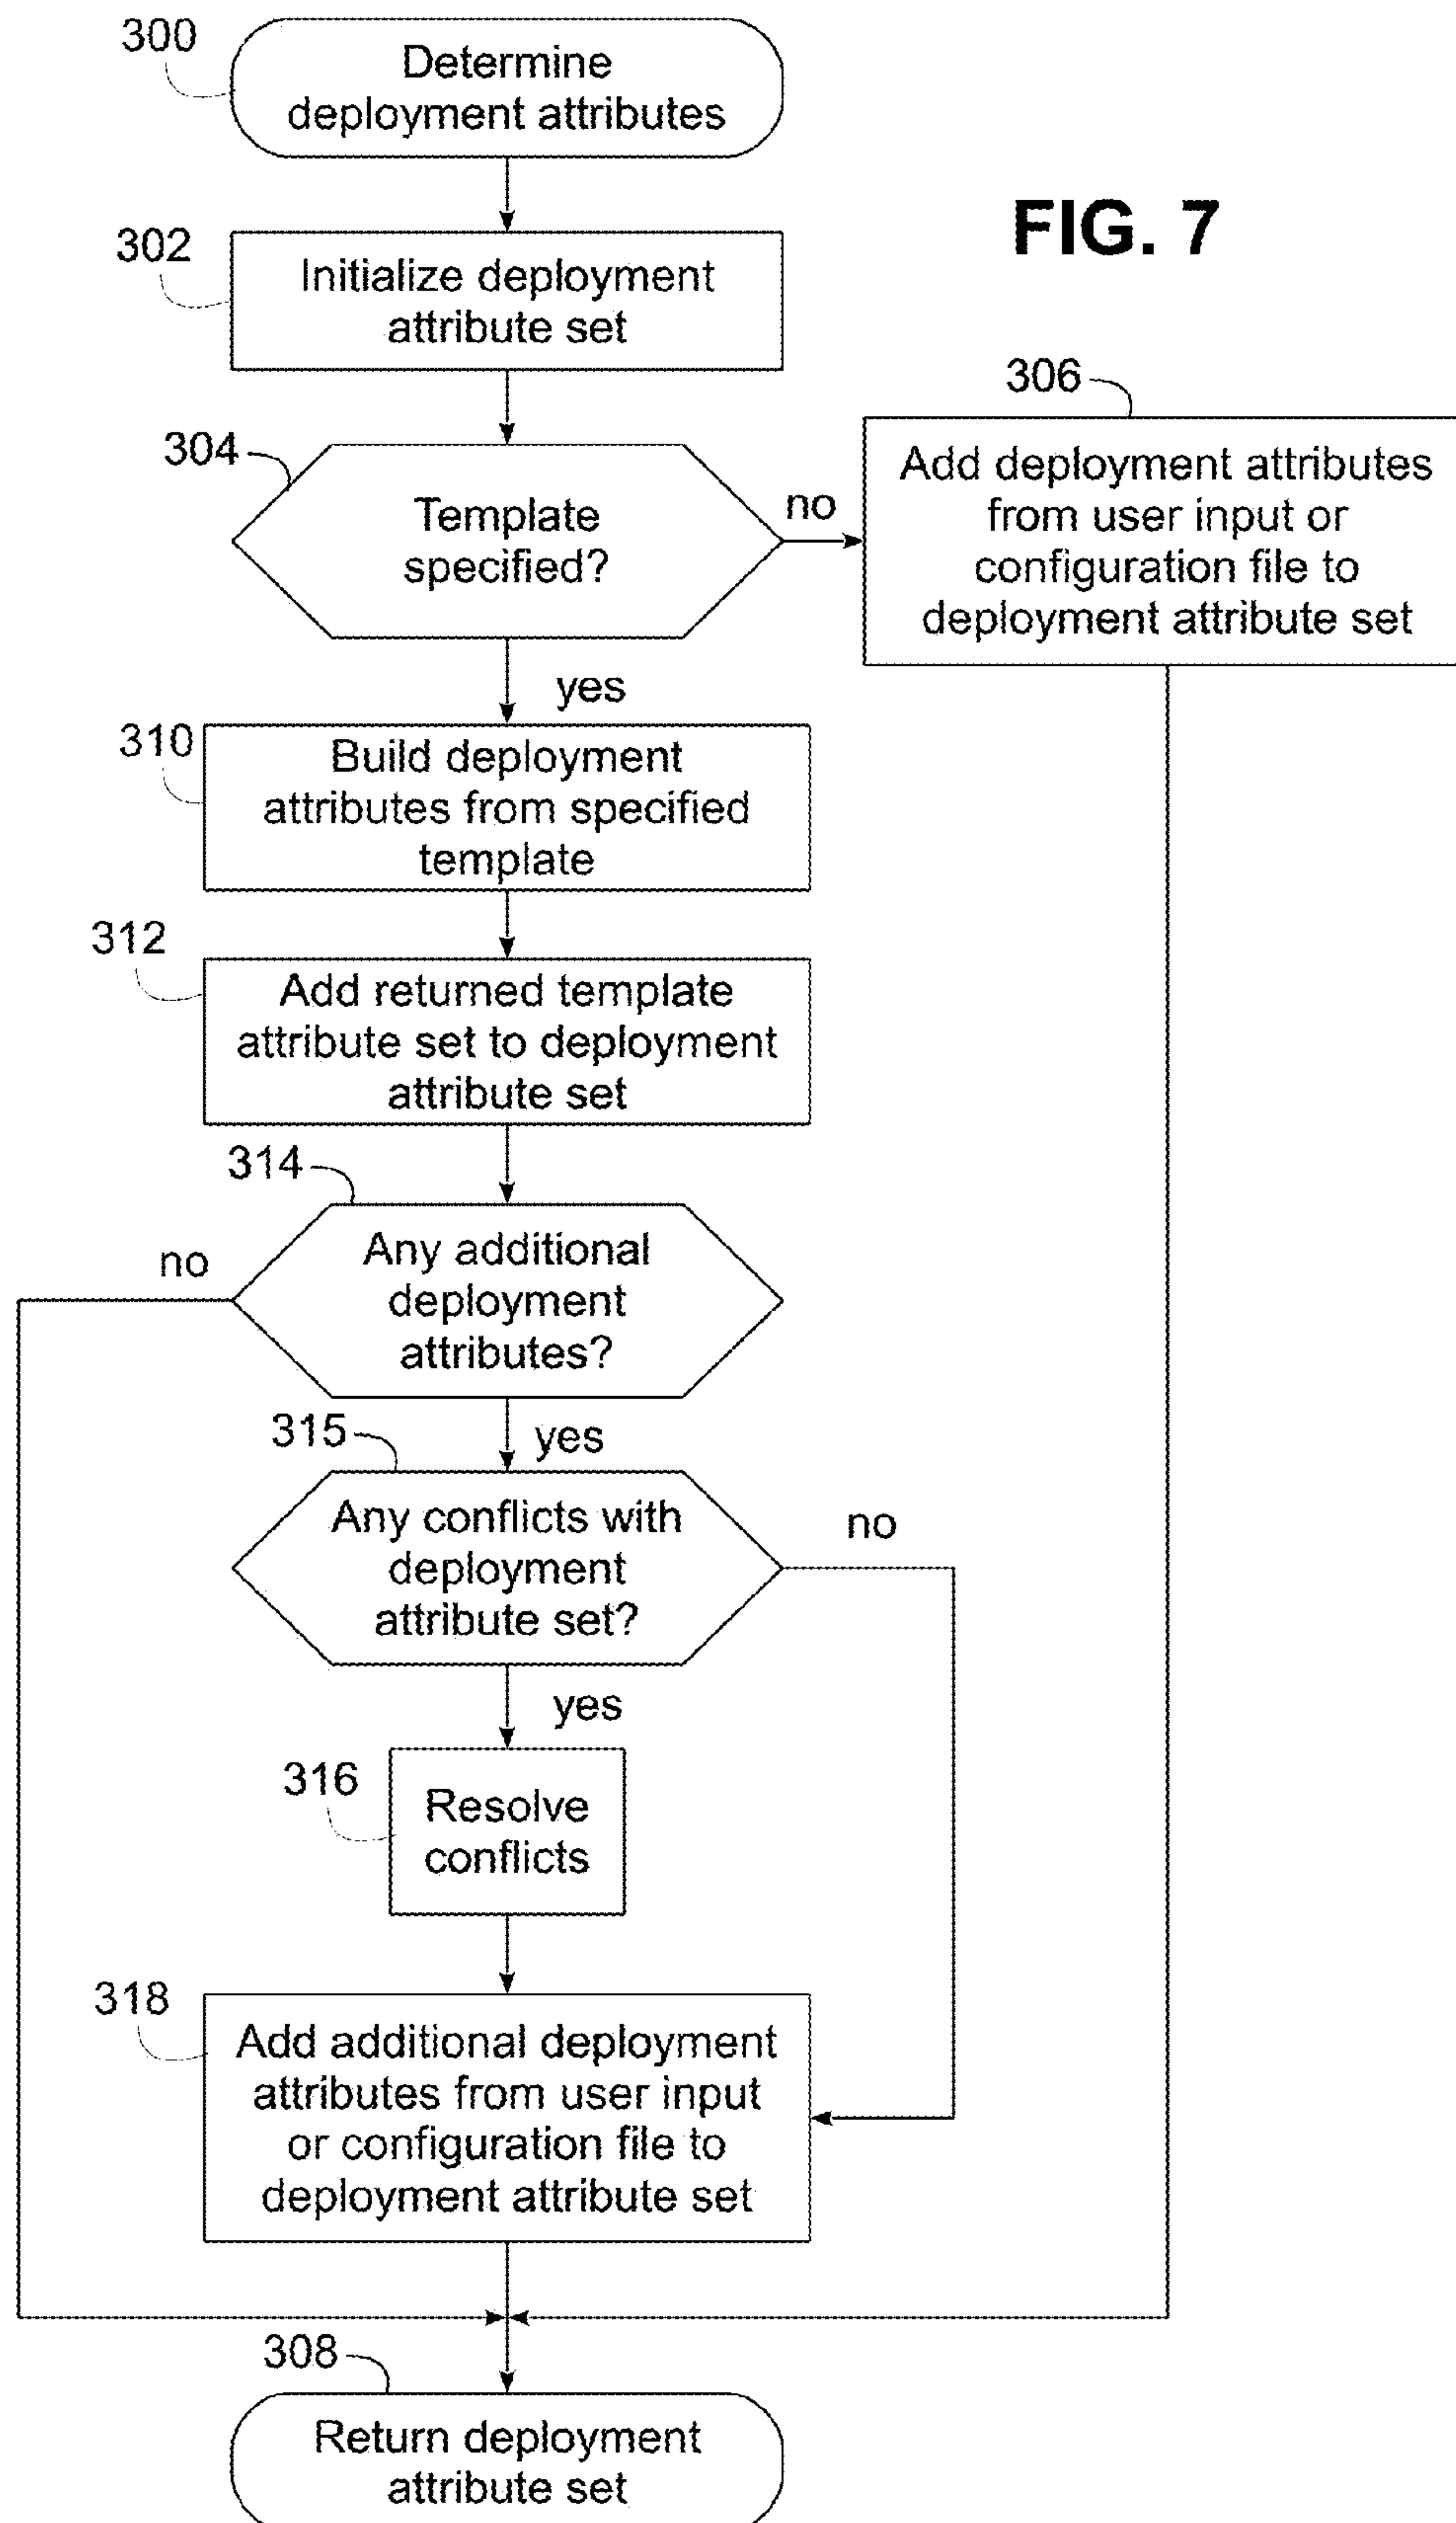 300
Determine
deployment attributes
FIG. 7
302
Initialize deployment
attribute set
304
Template
specified?
no
306
Add deployment attributes
from user input or
configuration file to
deployment attribute set
yes
310
Build deployment
attributes from specified
template
312
Add returned template
attribute set to deployment
attribute set
314
no
Any additional
deployment
attributes?
yes
315
Any conflicts with
deployment
attribute set?
no
yes
316
Resolve
conflicts
318
Add additional deployment
attributes from user input
or configuration file to
deployment attribute set
308
Return deployment
attribute set